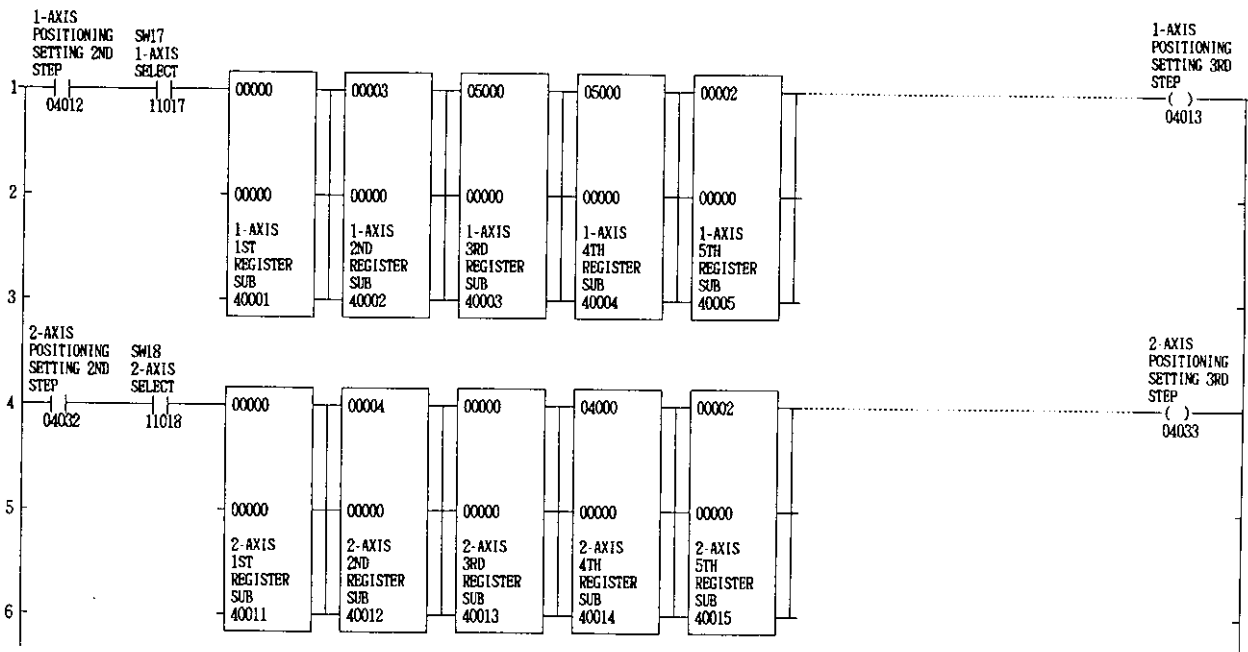 1-AXIS
POSITIONING
SETTING 2ND
STEP
04012
SW17
1-AXIS
SELECT
11017
1
2
3
00000
00000
1-AXIS
1ST
REGISTER
SUB
40001
00003
00000
1-AXIS
2ND
REGISTER
SUB
40002
05000
00000
1-AXIS
3RD
REGISTER
SUB
40003
05000
00000
1-AXIS
4TH
REGISTER
SUB
40004
00002
00000
1-AXIS
5TH
REGISTER
SUB
40005
1-AXIS
POSITIONING
SETTING 3RD
STEP
( )
04013
2-AXIS
POSITIONING
SETTING 2ND
STEP
04032
SW18
2-AXIS
SELECT
11018
4
5
6
00000
00000
2-AXIS
1ST
REGISTER
SUB
40011
00004
00000
2-AXIS
2ND
REGISTER
SUB
40012
00000
00000
2-AXIS
3RD
REGISTER
SUB
40013
04000
00000
2-AXIS
4TH
REGISTER
SUB
40014
00002
00000
2-AXIS
5TH
REGISTER
SUB
40015
2-AXIS
POSITIONING
SETTING 3RD
STEP
( )
04033